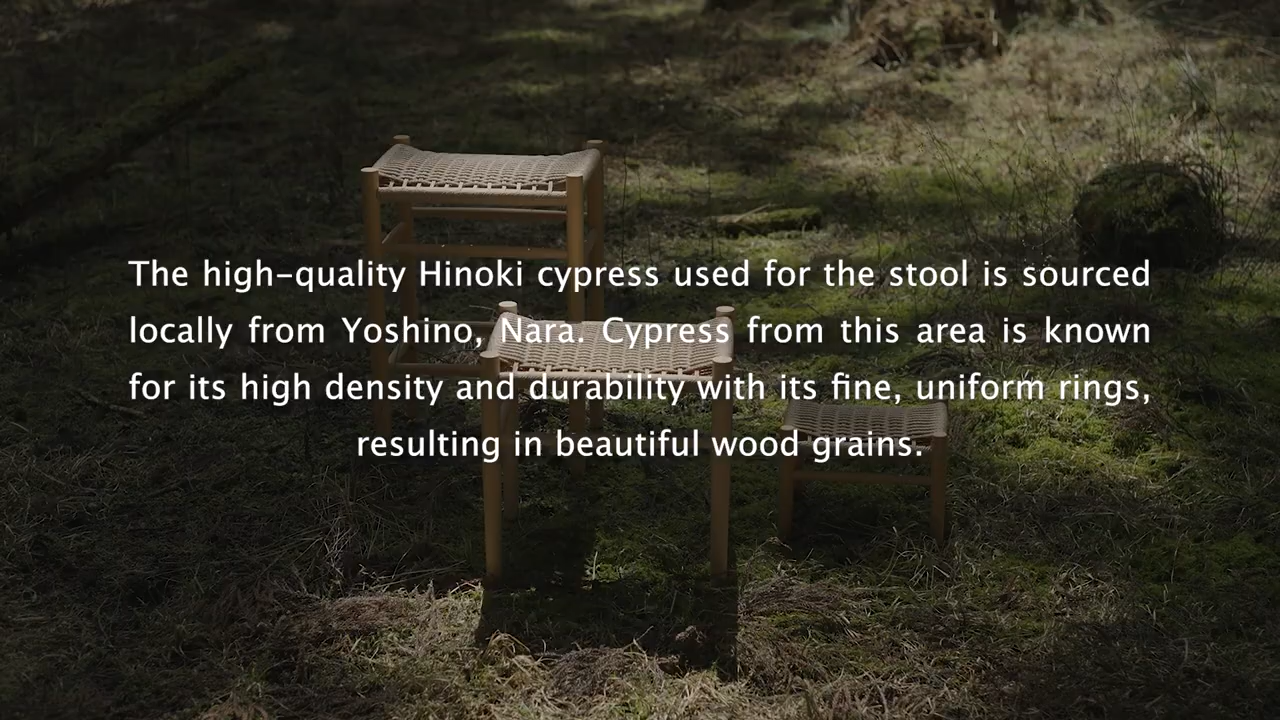 The high-quality Hinoki cypress used for the stool is sourced
locally from Yoshino, Nara. Cypress from this area is known
for its high density and durability with its fine, uniform rings,
resulting in beautiful wood grains.